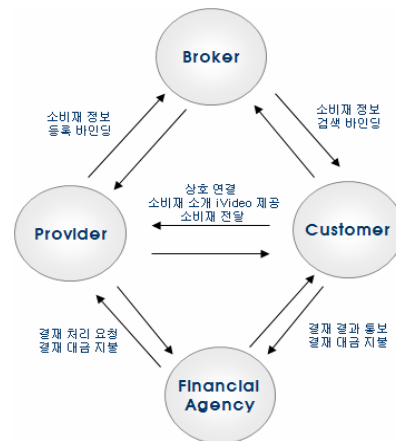 Broker
소비재 정보
등록 바인딩
소비재 정보
검색 바인딩
상호 연결
소비재 소개 iVideo 제공
소비재 전달
Provider
Customer
결재 처리 요청
결재 대금 지불
결재 결과 통보
결재 대금 지불
Financial
Agency